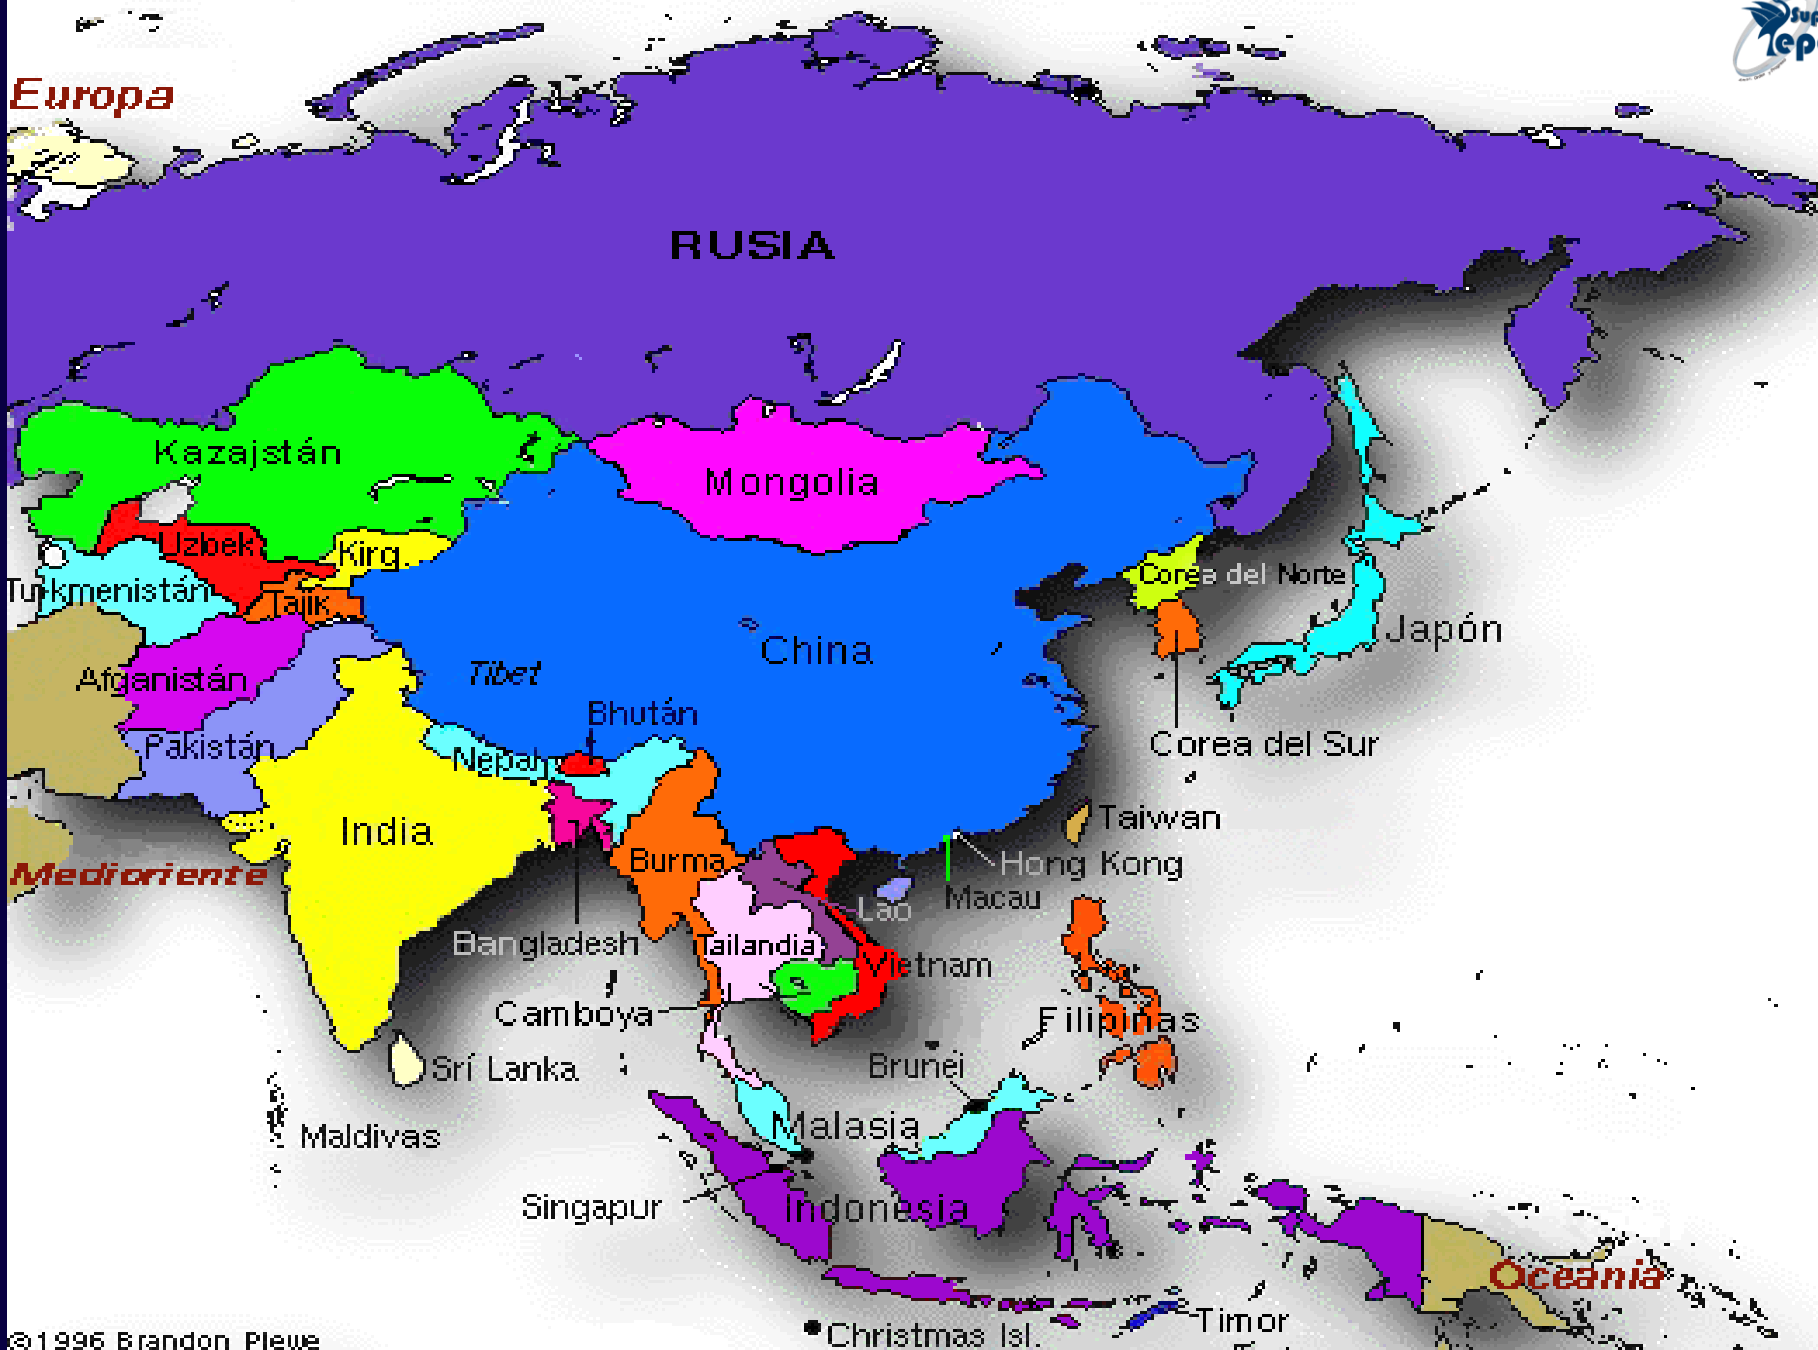 Europa
RUSIA
Kazajstán
Mongolia
Uzbek.
Kirg.
Corea del Norte
Turkmenistán
Tajik.
Japón
China
Tibet
Afganistán
Bhután
Corea del Sur
Pakistán
Nepal
Taiwan
India
Burma
Hong Kong
Medioriente
Macau
Lao
Bangladesh
Tailandia
Vietnam
Camboya
Filipinas
Srí Lanka
Brunei
Malasia
Maldivas
Singapur
Indonesia
Oceania
Timor
Christmas Isl.
©1996 Brandon Plewe